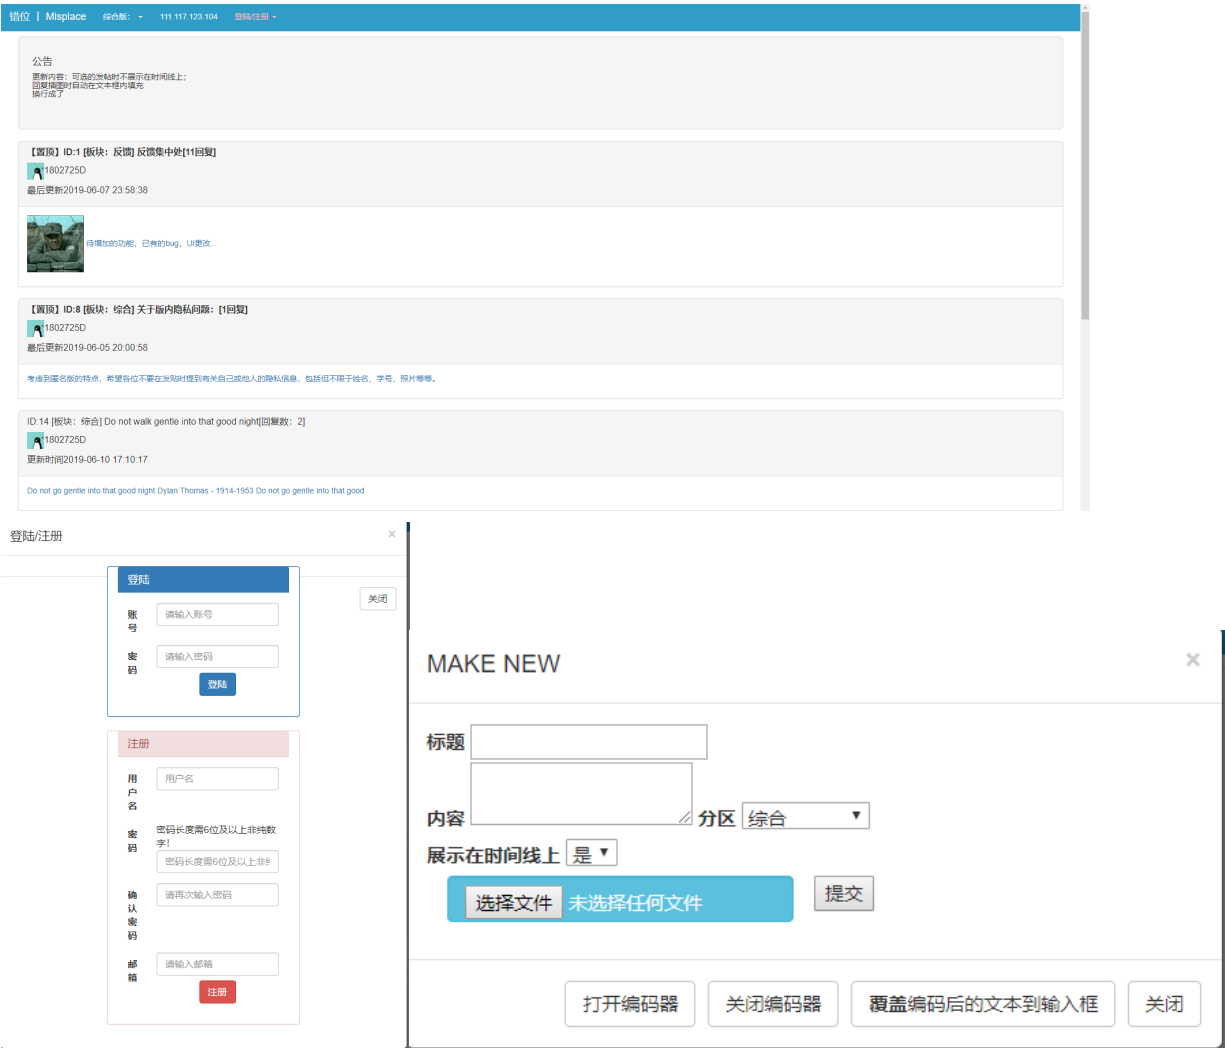 错位 | Misplace 综合版： 111.117.123.104 登陆/注册
公告
更新内容：可选的发帖时不展示在时间线上；
回复插图时自动在文本框内填充
换行成了
【置顶】ID:1 [板块：反馈] 反馈集中处[11回复]
1802725D
最后更新2019-06-07 23:58:38
待增加的功能，已有的bug，UI更改...
【置顶】ID:8 [板块：综合] 关于版内隐私问题：[1回复]
1802725D
最后更新2019-06-05 20:00:58
考虑到匿名版的特点，希望各位不要在发贴时提到有关自己或他人的隐私信息，包括但不限于姓名、学号、照片等等。
ID:14 [板块：综合] Do not walk gentle into that good night[回复数：2]
1802725D
更新时间2019-06-10 17:10:17
Do not go gentle into that good night Dylan Thomas - 1914-1953 Do not go gentle into that good
登陆/注册 ×
关闭
登陆
账号 请输入账号
密码 请输入密码
登陆
注册
用户名 用户名
密码 密码长度需6位及以上非纯数字！
密码长度需6位及以上非纯
确认密码 请再次输入密码
邮箱 请输入邮箱
注册
MAKE NEW ×
标题
内容 分区 综合
展示在时间线上 是
选择文件 未选择任何文件 提交
打开编码器 关闭编码器 覆盖编码后的文本到输入框 关闭